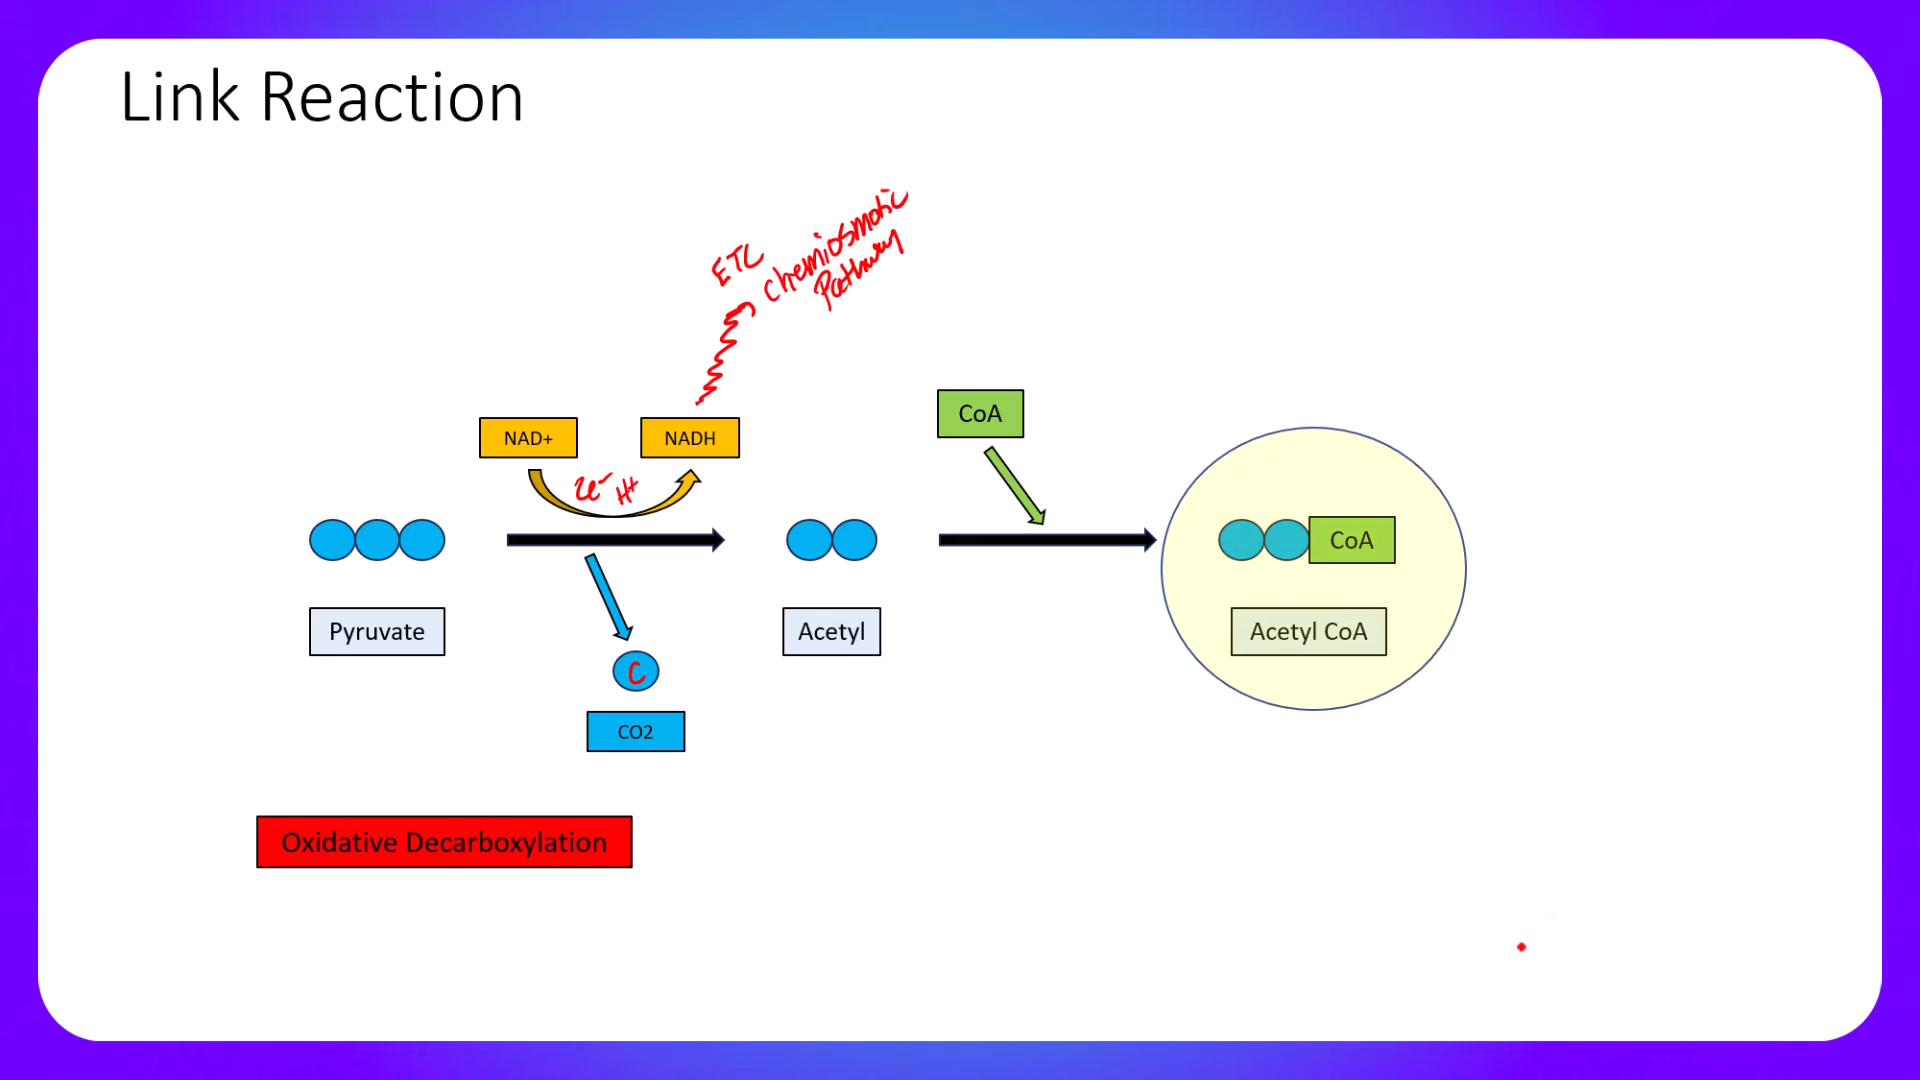 Link Reaction
ETC
chemiosmotic
Pathway
CoA
NAD+
NADH
2e⁻ H+
CoA
Pyruvate
Acetyl
Acetyl CoA
C
CO2
Oxidative Decarboxylation